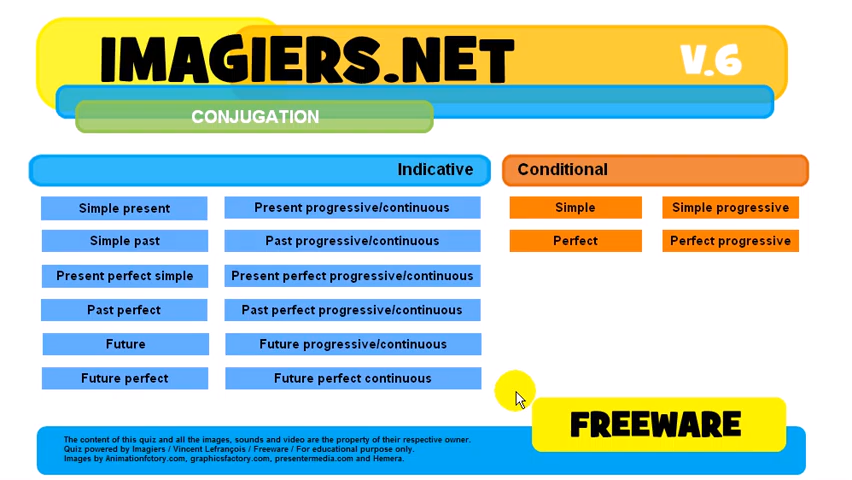 IMAGIERS.NET
V.6
CONJUGATION
Indicative
Conditional
Simple present
Present progressive/continuous
Simple
Simple progressive
Simple past
Past progressive/continuous
Perfect
Perfect progressive
Present perfect simple
Present perfect progressive/continuous
Past perfect
Past perfect progressive/continuous
Future
Future progressive/continuous
Future perfect
Future perfect continuous
FREEWARE
The content of this quiz and all the images, sounds and video are the property of their respective owner.
Quiz powered by Imagiers / Vincent Lefrançois / Freeware / For educational purpose only.
Images by Animationfotory.com, graphicsfactory.com, presentermedia.com and Hemera.